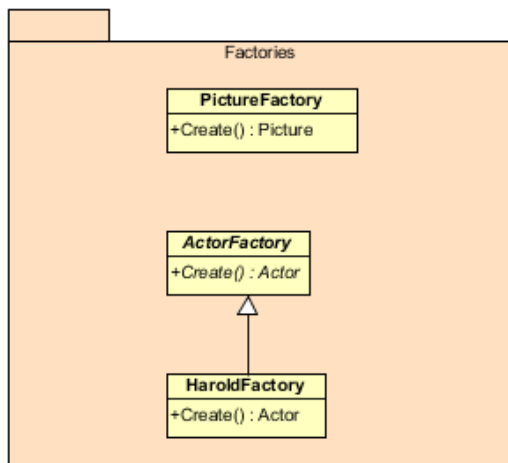 Factories
PictureFactory
+Create() : Picture
ActorFactory
+Create() : Actor
HaroldFactory
+Create() : Actor